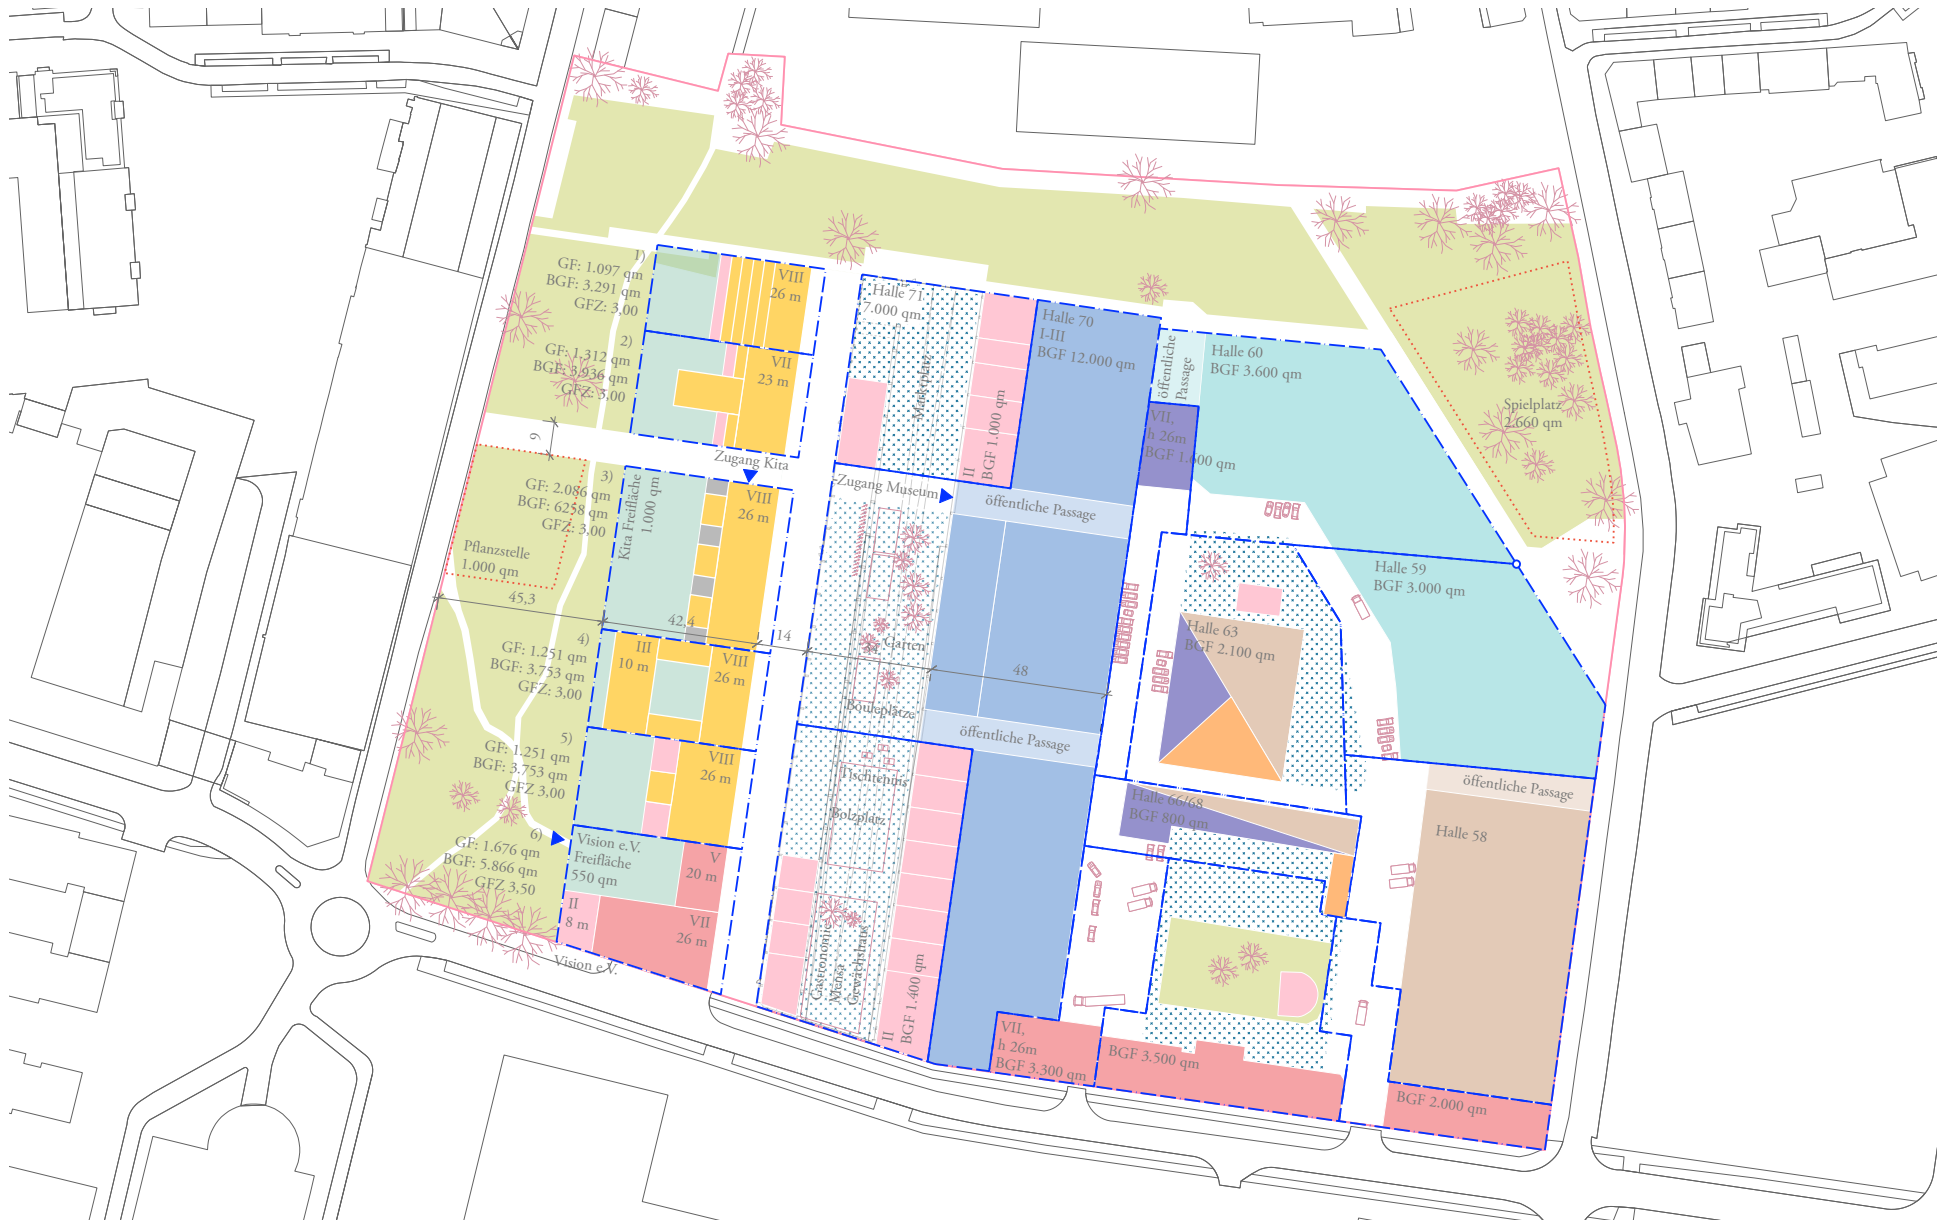 1)
GF: 1.097 qm
BGF: 3.291 qm
GFZ: 3,00
VIII
26 m
2)
GF: 1.312 qm
BGF: 3.936 qm
GFZ: 3,00
VII
23 m
9
Zugang Kita
3)
GF: 2.086 qm
BGF: 6258 qm
GFZ: 3,00
Kita Freifläche
1.000 qm
VIII
26 m
Pflanzstelle
1.000 qm
45,3
42,4
14
48
4)
GF: 1.251 qm
BGF: 3.753 qm
GFZ: 3,00
III
10 m
VIII
26 m
5)
GF: 1.251 qm
BGF: 3.753 qm
GFZ 3,00
VIII
26 m
6)
GF: 1.676 qm
BGF: 5.866 qm
GFZ 3,50
Vision e.V.
Freifläche
550 qm
V
20 m
II
8 m
VII
26 m
Vision e.V.
Halle 71
7.000 qm
Marktplatz
II
BGF 1.000 qm
Zugang Museum
öffentliche Passage
Garten
Bouleplätze
öffentliche Passage
Tischtennis
Bolzplatz
Gastronomie
Mensa
Gewächshaus
II
BGF 1.400 qm
Halle 70
I-III
BGF 12.000 qm
öffentliche
Passage
VII,
h 26m
BGF 1.600 qm
Halle 60
BGF 3.600 qm
Spielplatz
2.660 qm
Halle 59
BGF 3.000 qm
Halle 63
BGF 2.100 qm
Halle 66/68
BGF 800 qm
öffentliche Passage
Halle 58
VII,
h 26m
BGF 3.300 qm
BGF 3.500 qm
BGF 2.000 qm